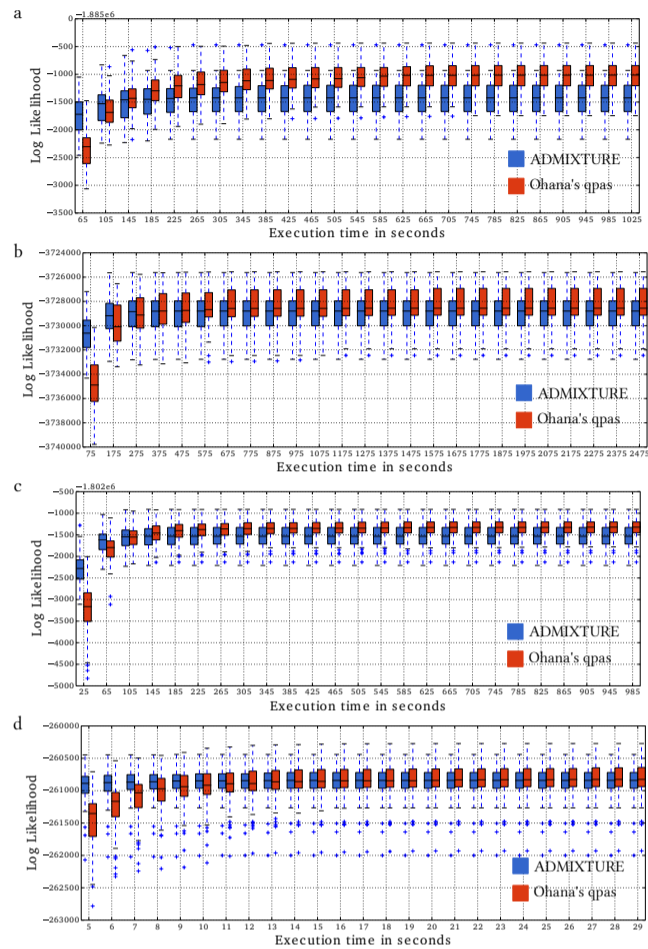 a
−1.885e6
0
−500
−1000
−1500
−2000
−2500
−3000
−3500
Log Likelihood
65 105 145 185 225 265 305 345 385 425 465 505 545 585 625 665 705 745 785 825 865 905 945 985 1025
Execution time in seconds
ADMIXTURE
Ohana's qpas
b
−3724000
−3726000
−3728000
−3730000
−3732000
−3734000
−3736000
−3738000
−3740000
Log Likelihood
75 175 275 375 475 575 675 775 875 975 1075 1175 1275 1375 1475 1575 1675 1775 1875 1975 2075 2175 2275 2375 2475
Execution time in seconds
ADMIXTURE
Ohana's qpas
c
−1.802e6
−500
−1000
−1500
−2000
−2500
−3000
−3500
−4000
−4500
−5000
Log Likelihood
25 65 105 145 185 225 265 305 345 385 425 465 505 545 585 625 665 705 745 785 825 865 905 945 985
Execution time in seconds
ADMIXTURE
Ohana's qpas
d
−260000
−260500
−261000
−261500
−262000
−262500
−263000
Log Likelihood
5 6 7 8 9 10 11 12 13 14 15 16 17 18 19 20 21 22 23 24 25 26 27 28 29
Execution time in seconds
ADMIXTURE
Ohana's qpas